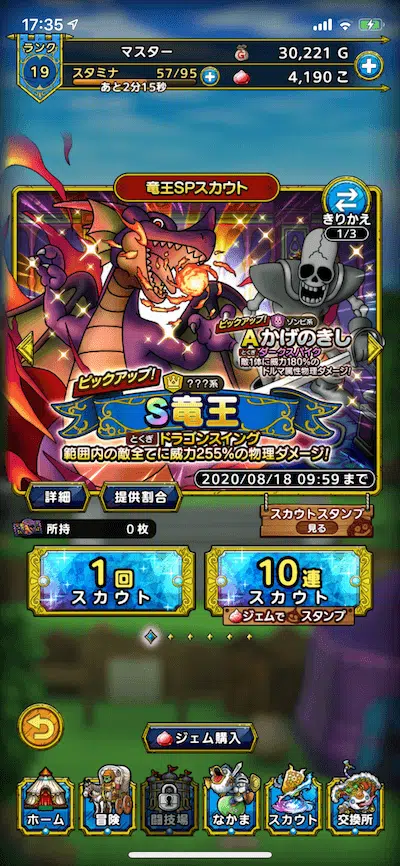 17:35
ランク
19
マスター
30,221 G
スタミナ 57/95
あと2分15秒
4,190 こ
竜王SPスカウト
きりかえ
1/3
ピックアップ! ゾンビ系
A かげのきし
とくぎ ダークスパイク
敵1体に威力180%の
ドルマ属性物理ダメージ!
ピックアップ! ???系
S 竜王
とくぎ ドラゴンスイング
範囲内の敵全てに威力255%の物理ダメージ!
2020/08/18 09:59 まで
詳細
提供割合
スカウトスタンプ
見る
所持 0 枚
1回
スカウト
10連
スカウト
ジェムで スタンプ
ジェム購入
ホーム
冒険
闘技場
なかま
スカウト
交換所